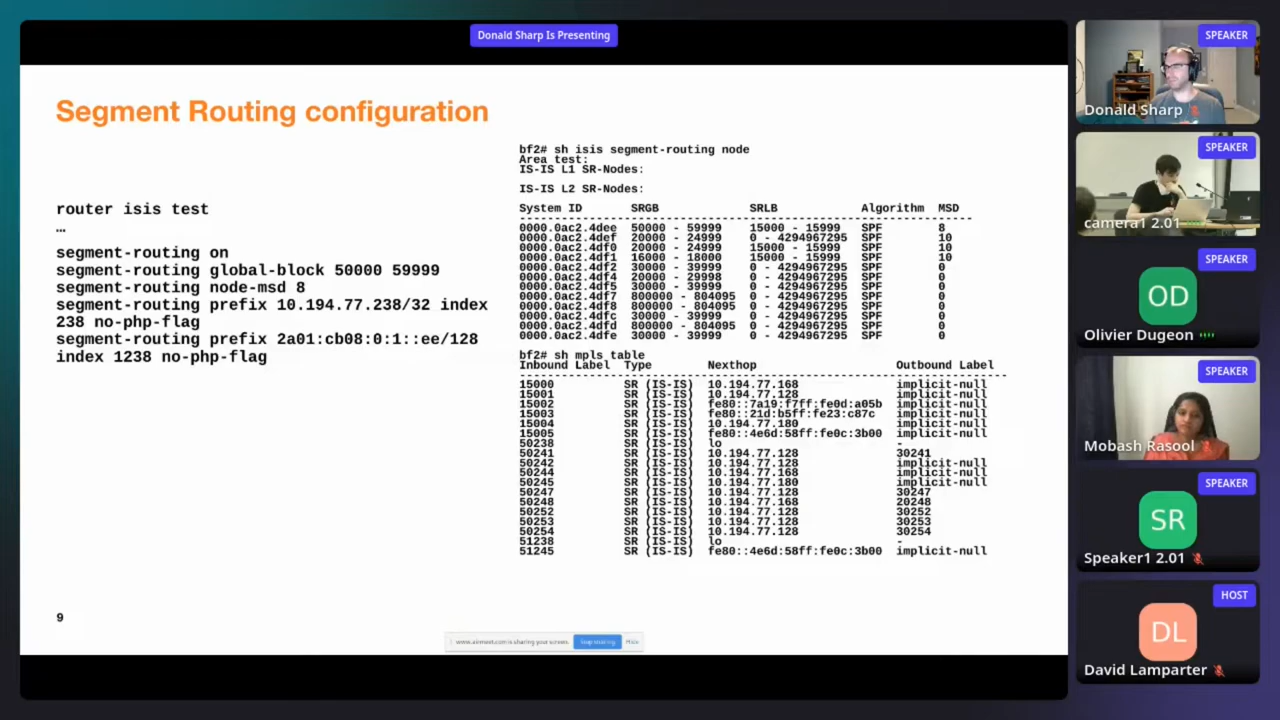 Donald Sharp Is Presenting
Segment Routing configuration
router isis test
…
segment-routing on
segment-routing global-block 50000 59999
segment-routing node-msd 8
segment-routing prefix 10.194.77.238/32 index
238 no-php-flag
segment-routing prefix 2a01:cb08:0:1::ee/128
index 1238 no-php-flag
bf2# sh isis segment-routing node
Area test:
IS-IS L1 SR-Nodes:
IS-IS L2 SR-Nodes:
System ID SRGB SRLB Algorithm MSD
---------------------------------------------------------------
0000.0ac2.4dee 50000 - 59999 15000 - 15999 SPF 8
0000.0ac2.4def 20000 - 24999 0 - 4294967295 SPF 10
0000.0ac2.4df0 20000 - 24999 15000 - 15999 SPF 10
0000.0ac2.4df1 16000 - 18000 15000 - 15999 SPF 10
0000.0ac2.4df2 30000 - 39999 0 - 4294967295 SPF 0
0000.0ac2.4df4 20000 - 29998 0 - 4294967295 SPF 0
0000.0ac2.4df5 30000 - 39999 0 - 4294967295 SPF 0
0000.0ac2.4df7 800000 - 804095 0 - 4294967295 SPF 0
0000.0ac2.4df8 800000 - 804095 0 - 4294967295 SPF 0
0000.0ac2.4dfc 30000 - 39999 0 - 4294967295 SPF 0
0000.0ac2.4dfd 800000 - 804095 0 - 4294967295 SPF 0
0000.0ac2.4dfe 30000 - 39999 0 - 4294967295 SPF 0
bf2# sh mpls table
Inbound Label Type Nexthop Outbound Label
---------------------------------------------------------------
15000 SR (IS-IS) 10.194.77.168 implicit-null
15001 SR (IS-IS) 10.194.77.128 implicit-null
15002 SR (IS-IS) fe80::7a19:f7ff:fe0d:a05b implicit-null
15003 SR (IS-IS) fe80::21d:b5ff:fe23:c87c implicit-null
15004 SR (IS-IS) 10.194.77.180 implicit-null
15005 SR (IS-IS) fe80::4e6d:58ff:fe0c:3b00 implicit-null
50238 SR (IS-IS) lo -
50241 SR (IS-IS) 10.194.77.128 30241
50242 SR (IS-IS) 10.194.77.128 implicit-null
50244 SR (IS-IS) 10.194.77.168 implicit-null
50245 SR (IS-IS) 10.194.77.180 implicit-null
50247 SR (IS-IS) 10.194.77.128 30247
50248 SR (IS-IS) 10.194.77.168 20248
50252 SR (IS-IS) 10.194.77.128 30252
50253 SR (IS-IS) 10.194.77.128 30253
50254 SR (IS-IS) 10.194.77.128 30254
51238 SR (IS-IS) lo -
51245 SR (IS-IS) fe80::4e6d:58ff:fe0c:3b00 implicit-null
9
www.airmeet.com is sharing your screen. Stop sharing Hide
SPEAKER
Donald Sharp
SPEAKER
camera1 2.01
SPEAKER
OD
Olivier Dugeon
SPEAKER
Mobash Rasool
SPEAKER
SR
Speaker1 2.01
HOST
DL
David Lamparter